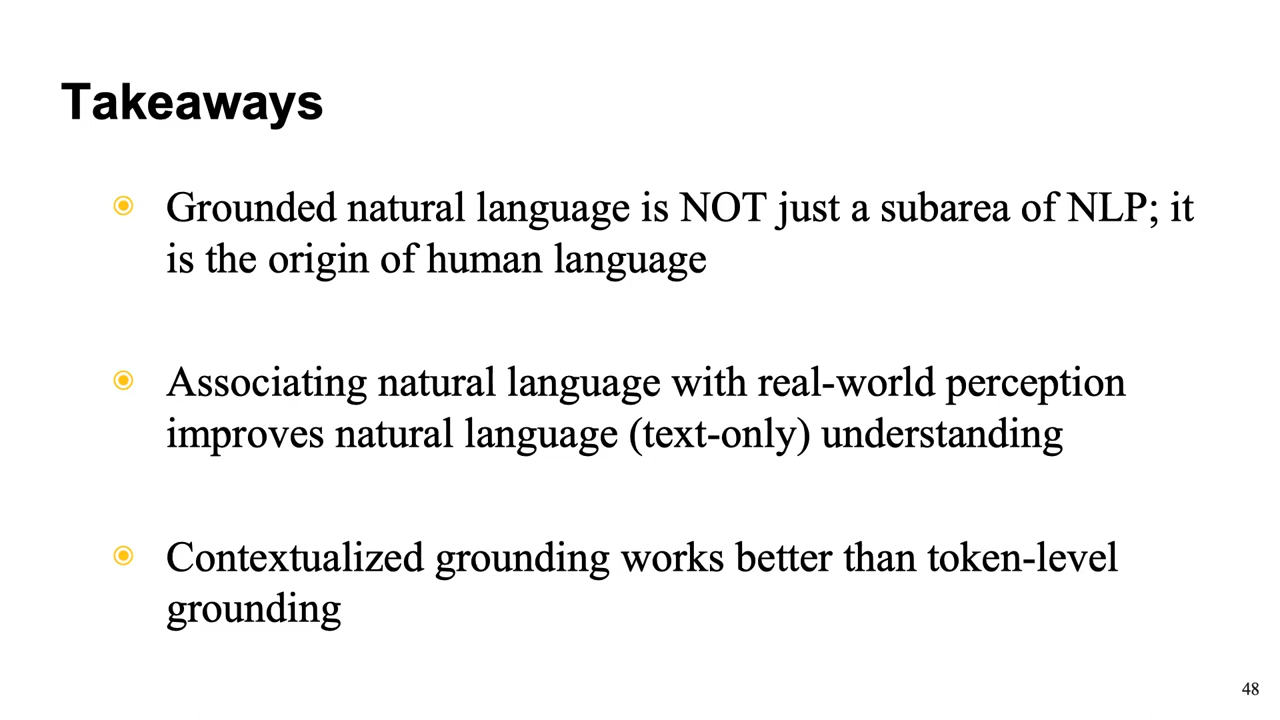 Takeaways
Grounded natural language is NOT just a subarea of NLP; it
is the origin of human language
Associating natural language with real-world perception
improves natural language (text-only) understanding
Contextualized grounding works better than token-level
grounding
48